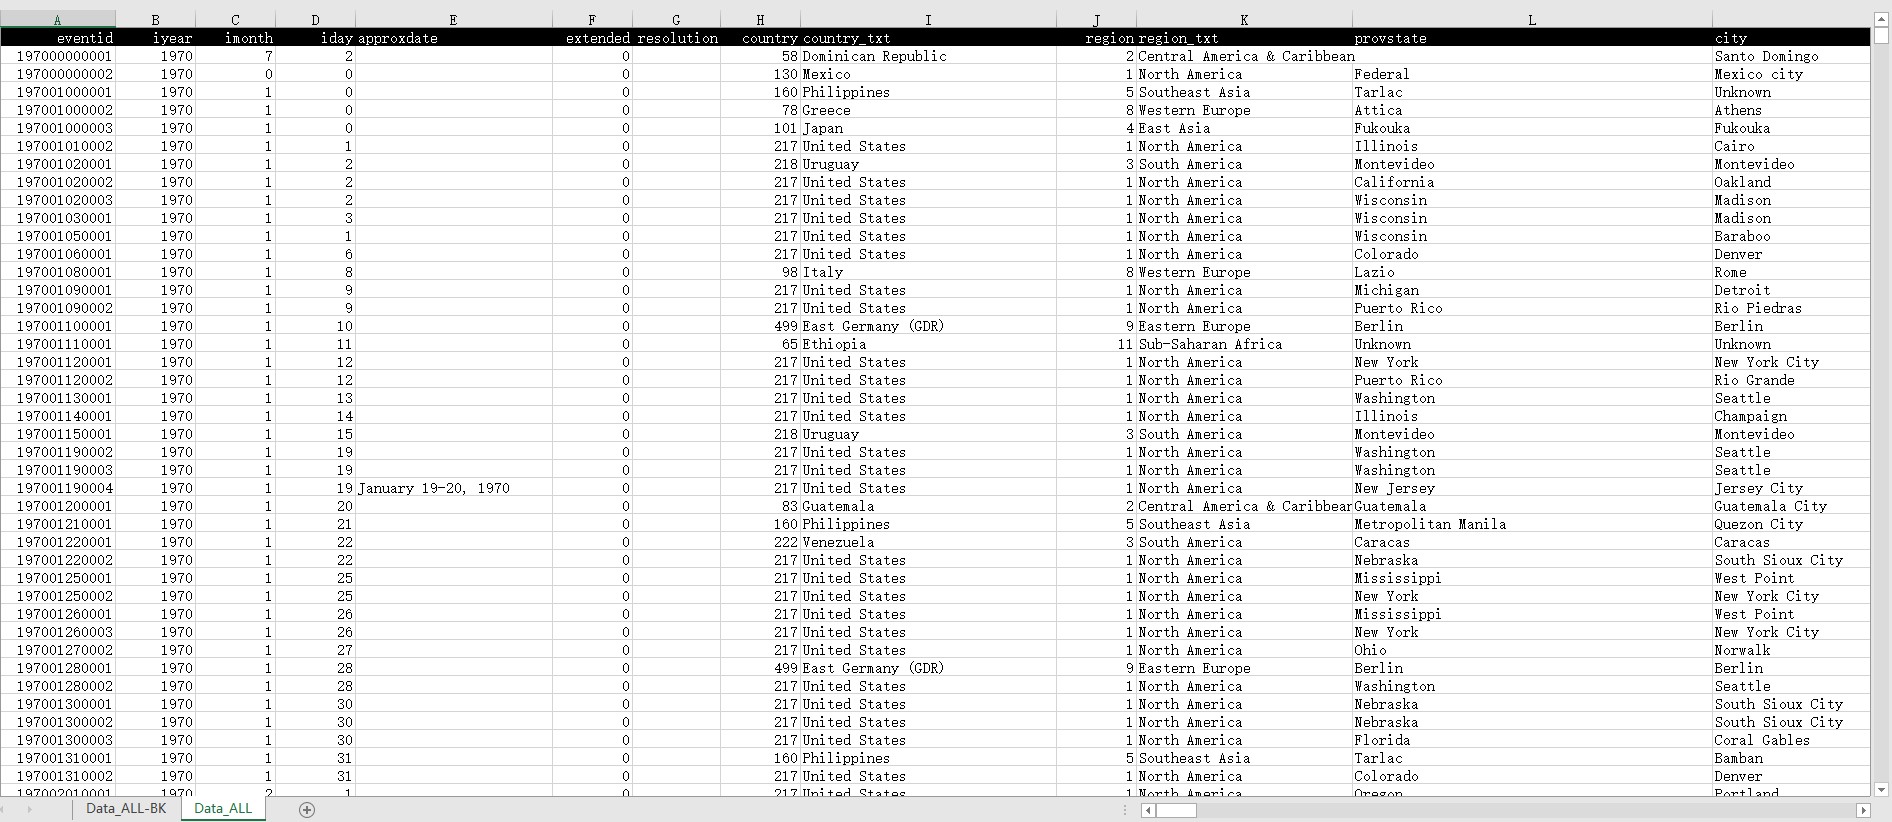 A B C D E F G H I J K L
eventid iyear imonth iday approxdate extended resolution country country_txt region region_txt provstate city
197000000001 1970 7 2 0 58 Dominican Republic 2 Central America & Caribbean Santo Domingo
197000000002 1970 0 0 0 130 Mexico 1 North America Federal Mexico city
197001000001 1970 1 0 0 160 Philippines 5 Southeast Asia Tarlac Unknown
197001000002 1970 1 0 0 78 Greece 8 Western Europe Attica Athens
197001000003 1970 1 0 0 101 Japan 4 East Asia Fukouka Fukouka
197001010002 1970 1 1 0 217 United States 1 North America Illinois Cairo
197001020001 1970 1 2 0 218 Uruguay 3 South America Montevideo Montevideo
197001020002 1970 1 2 0 217 United States 1 North America California Oakland
197001020003 1970 1 2 0 217 United States 1 North America Wisconsin Madison
197001030001 1970 1 3 0 217 United States 1 North America Wisconsin Madison
197001050001 1970 1 1 0 217 United States 1 North America Wisconsin Baraboo
197001060001 1970 1 6 0 217 United States 1 North America Colorado Denver
197001080001 1970 1 8 0 98 Italy 8 Western Europe Lazio Rome
197001090001 1970 1 9 0 217 United States 1 North America Michigan Detroit
197001090002 1970 1 9 0 217 United States 1 North America Puerto Rico Rio Piedras
197001100001 1970 1 10 0 499 East Germany (GDR) 9 Eastern Europe Berlin Berlin
197001110001 1970 1 11 0 65 Ethiopia 11 Sub-Saharan Africa Unknown Unknown
197001120001 1970 1 12 0 217 United States 1 North America New York New York City
197001120002 1970 1 12 0 217 United States 1 North America Puerto Rico Rio Grande
197001130001 1970 1 13 0 217 United States 1 North America Washington Seattle
197001140001 1970 1 14 0 217 United States 1 North America Illinois Champaign
197001150001 1970 1 15 0 218 Uruguay 3 South America Montevideo Montevideo
197001190002 1970 1 19 0 217 United States 1 North America Washington Seattle
197001190003 1970 1 19 0 217 United States 1 North America Washington Seattle
197001190004 1970 1 19 January 19-20, 1970 0 217 United States 1 North America New Jersey Jersey City
197001200001 1970 1 20 0 83 Guatemala 2 Central America & Caribbean Guatemala Guatemala City
197001210001 1970 1 21 0 160 Philippines 5 Southeast Asia Metropolitan Manila Quezon City
197001220001 1970 1 22 0 222 Venezuela 3 South America Caracas Caracas
197001220002 1970 1 22 0 217 United States 1 North America Nebraska South Sioux City
197001250001 1970 1 25 0 217 United States 1 North America Mississippi West Point
197001250002 1970 1 25 0 217 United States 1 North America New York New York City
197001260001 1970 1 26 0 217 United States 1 North America Mississippi West Point
197001260003 1970 1 26 0 217 United States 1 North America New York New York City
197001270002 1970 1 27 0 217 United States 1 North America Ohio Norwalk
197001280001 1970 1 28 0 499 East Germany (GDR) 9 Eastern Europe Berlin Berlin
197001280002 1970 1 28 0 217 United States 1 North America Washington Seattle
197001300001 1970 1 30 0 217 United States 1 North America Nebraska South Sioux City
197001300002 1970 1 30 0 217 United States 1 North America Nebraska South Sioux City
197001300003 1970 1 30 0 217 United States 1 North America Florida Coral Gables
197001310001 1970 1 31 0 160 Philippines 5 Southeast Asia Tarlac Bamban
197001310002 1970 1 31 0 217 United States 1 North America Colorado Denver
197002010001 1970 2 1 0 217 United States 1 North America Oregon Portland
Data_ALL-BK Data_ALL